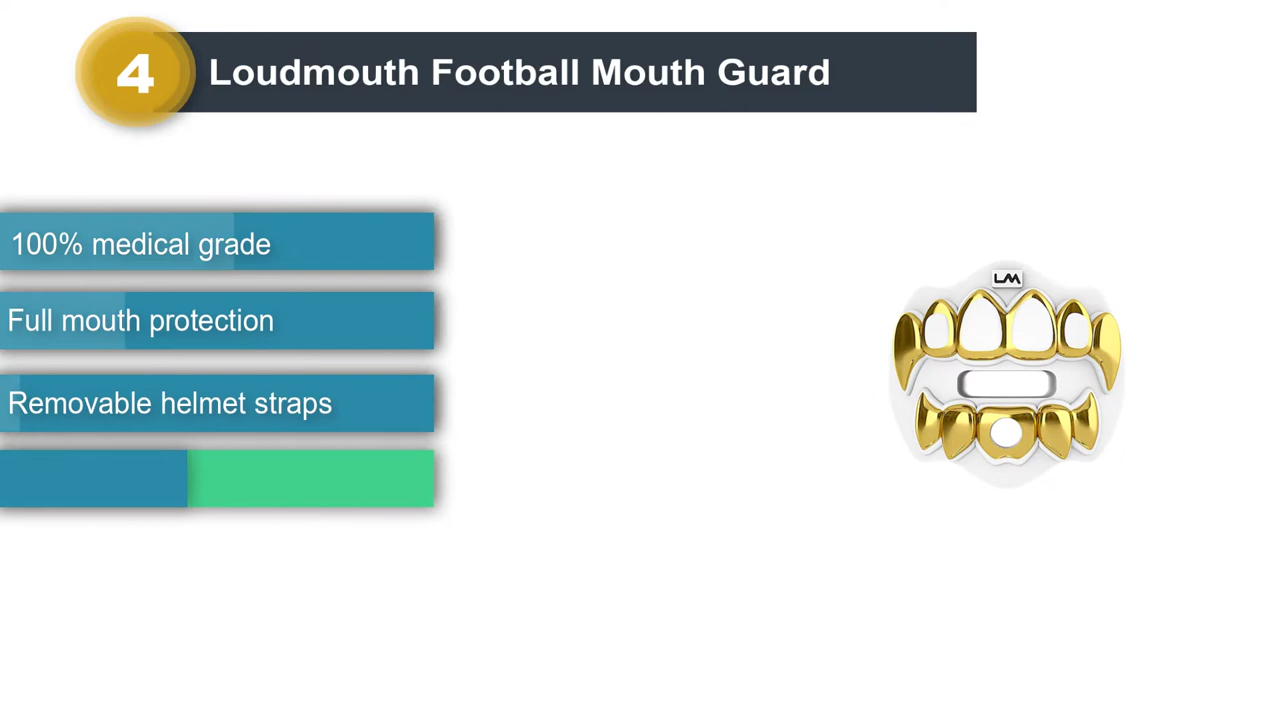 4
Loudmouth Football Mouth Guard
100% medical grade
Full mouth protection
Removable helmet straps
LM